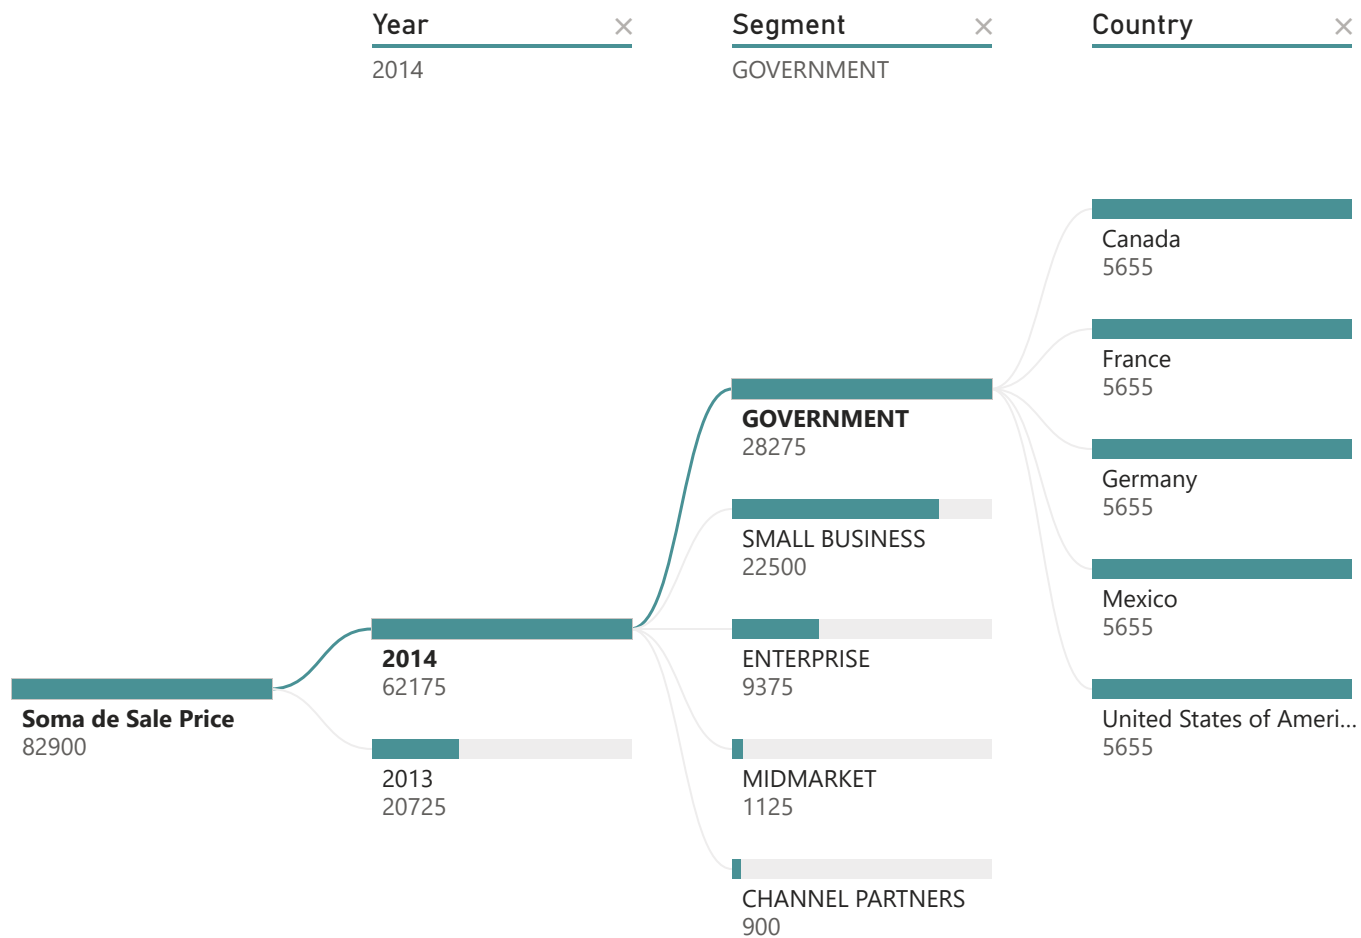 Year
2014
Segment
GOVERNMENT
Country
Canada
5655
France
5655
Germany
5655
Mexico
5655
United States of Ameri...
5655
GOVERNMENT
28275
SMALL BUSINESS
22500
ENTERPRISE
9375
MIDMARKET
1125
CHANNEL PARTNERS
900
2014
62175
2013
20725
Soma de Sale Price
82900